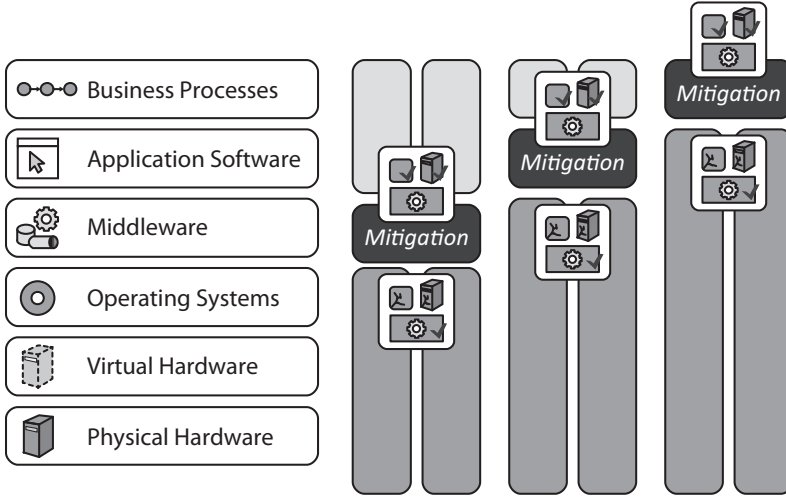 Business Processes
Application Software
Middleware
Operating Systems
Virtual Hardware
Physical Hardware
Mitigation
Mitigation
Mitigation